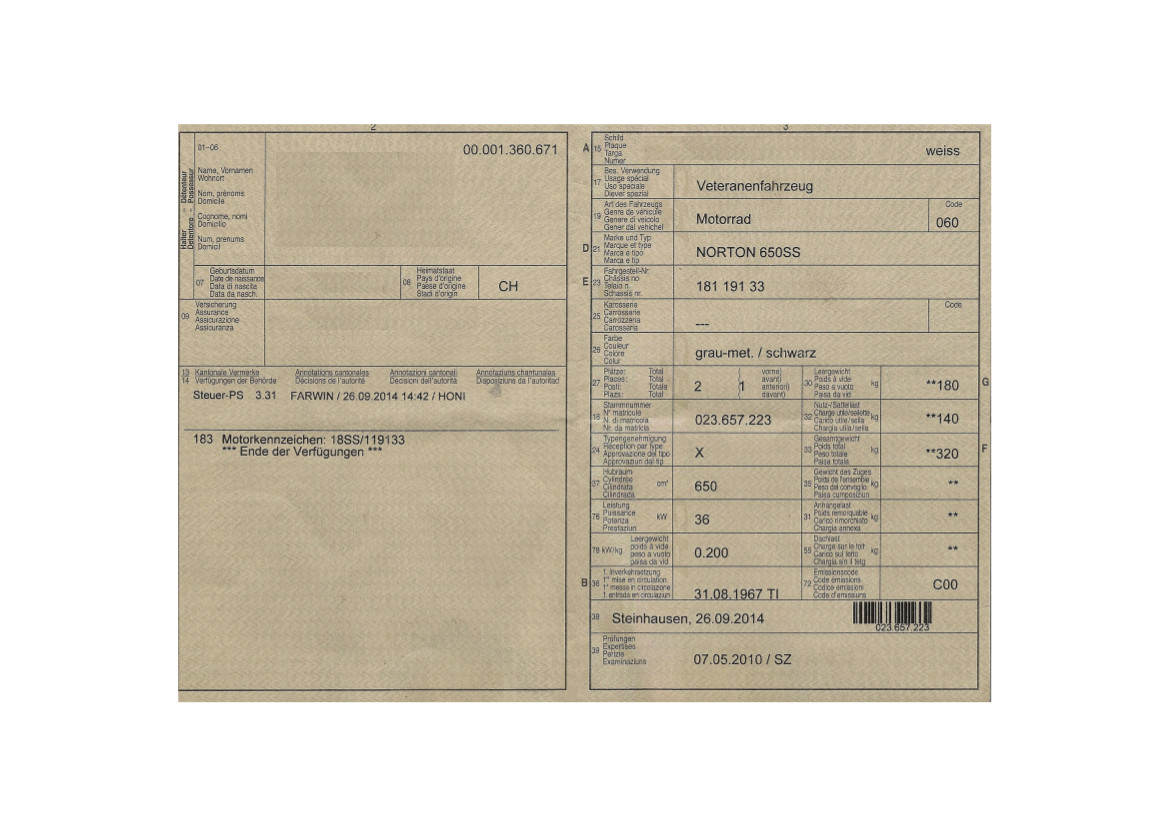 2
01-06
00.001.360.671
Halter - Détenteur
Detentore - Possessur
Name, Vornamen
Wohnort
Nom, prénoms
Domicile
Cognome, nomi
Domicilio
Num, prenums
Domicil
07
Geburtsdatum
Date de naissance
Data di nascita
Data da nasch.
08
Heimatstaat
Pays d'origine
Paese d'origine
Stadi d'origin
CH
09
Versicherung
Assurance
Assicurazione
Assicuranza
13 Kantonale Vermerke Annotations cantonales Annotazioni cantonali Annotaziuns chantunales
14 Verfügungen der Behörde Décisions de l'autorité Decisioni dell'autorità Disposiziuns da l'autoritad
Steuer-PS 3.31 FARWIN / 26.09.2014 14:42 / HONI
183 Motorkennzeichen: 18SS/119133
*** Ende der Verfügungen ***
3
A 15
Schild
Plaque
Targa
Numer
weiss
17
Bes. Verwendung
Usage spécial
Uso speciale
Diever spezial
Veteranenfahrzeug
19
Art des Fahrzeugs
Genre de véhicule
Genere di veicolo
Gener dal vehichel
Motorrad
Code
060
D 21
Marke und Typ
Marque et type
Marca e tipo
Marca e tip
NORTON 650SS
E 23
Fahrgestell-Nr.
Châssis no
Telaio n.
Schassis nr.
181 191 33
25
Karosserie
Carrosserie
Carrozzeria
Carossaria
---
Code
26
Farbe
Couleur
Colore
Colur
grau-met. / schwarz
27
Plätze: Total ( vorne)
Places: Total ( avant)
Posti: Totale ( anteriori)
Plazs: Total ( davant)
2 1
30
Leergewicht
Poids à vide
Peso a vuoto
Paisa da vid
kg
**180
G
18
Stammnummer
N° matricule
N. di matricola
Nr. da matricla
023.657.223
32
Nutz-/Sattellast
Charge utile/sellette
Carico utile/sella
Chargia utila/sella
kg
**140
24
Typengenehmigung
Réception par type
Approvazione del tipo
Approvaziun dal tip
X
33
Gesamtgewicht
Poids total
Peso totale
Paisa totala
kg
**320
F
37
Hubraum
Cylindrée
Cilindrata
Cilindrada
cm³
650
35
Gewicht des Zuges
Poids de l'ensemble
Peso del convoglio
Paisa cumposiziun
kg
**
76
Leistung
Puissance
Potenza
Prestaziun
kW
36
31
Anhängelast
Poids remorquable
Carico rimorchiato
Chargia annexa
kg
**
78 kW/kg
Leergewicht
poids à vide
peso a vuoto
paisa da vid
0.200
55
Dachlast
Charge sur le toit
Carico sul tetto
Chargia sin il tetg
kg
**
B 36
1. Inverkehrsetzung
1re mise en circulation
1a messa in circolazione
1. entrada en circulaziun
31.08.1967 TI
72
Emissionscode
Code émissions
Codice emissioni
Code d'emissiuns
C00
38
Steinhausen, 26.09.2014
023.657.223
39
Prüfungen
Expertises
Perizie
Examinaziuns
07.05.2010 / SZ